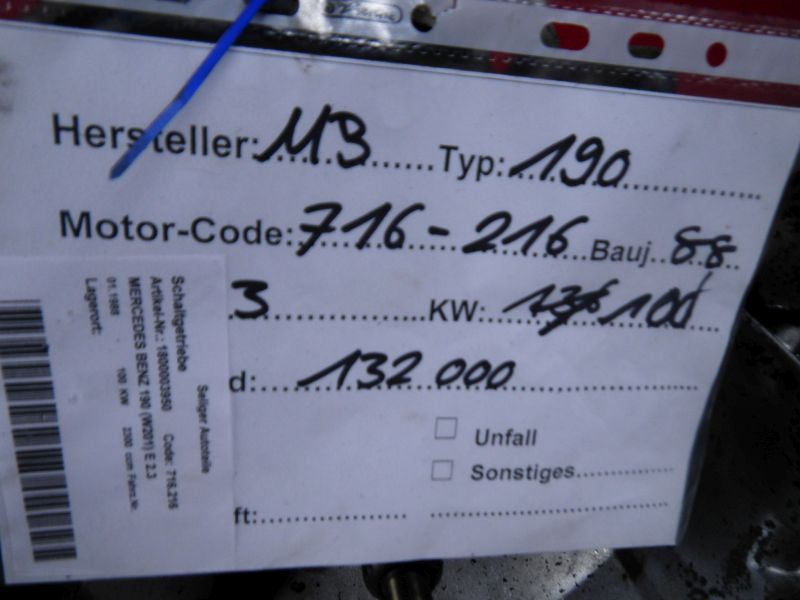 Hersteller: MB Typ: 190
Motor-Code: 716-216 Bauj. 88
3 KW: 100
d: 132 000
Unfall
Sonstiges
ft:
Seliger Autoteile
Schaltgetriebe
Artikel-Nr.: 1800003950 Code: 716.216
MERCEDES BENZ 190 (W201) E 2.3
01.1988 100 KW 2300 ccm Fahrz.Nr.
Lagerort: